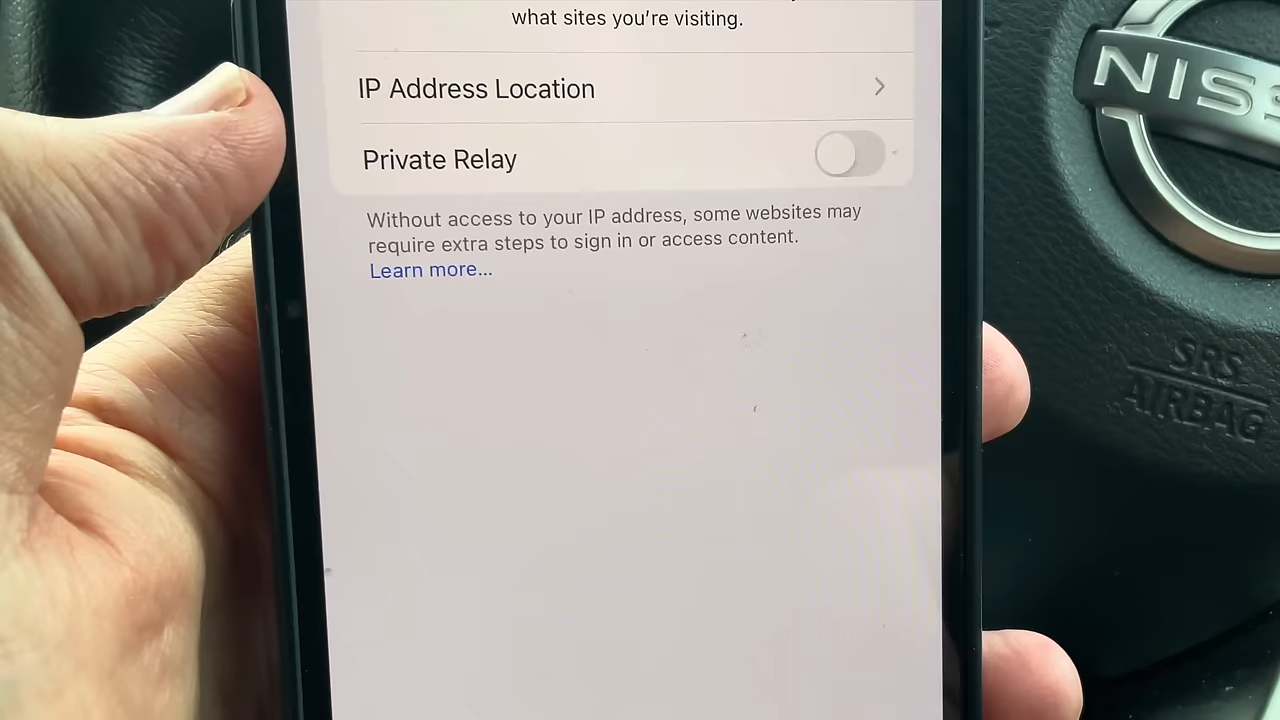 what sites you're visiting.
IP Address Location
Private Relay
Without access to your IP address, some websites may
require extra steps to sign in or access content.
Learn more...
NISS
SRS
AIRBAG